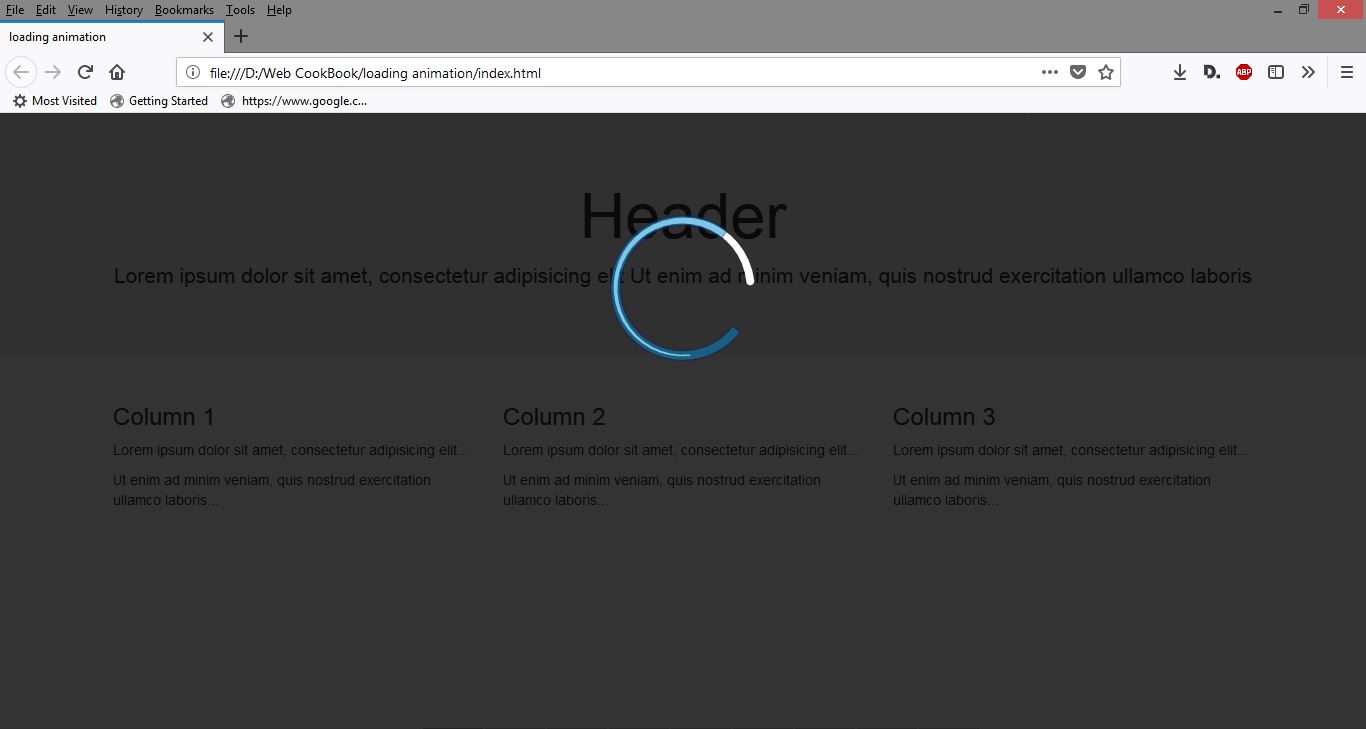 File Edit View History Bookmarks Tools Help
loading animation
file:///D:/Web CookBook/loading animation/index.html
D.
ABP
Most Visited Getting Started https://www.google.c...
Header
Lorem ipsum dolor sit amet, consectetur adipisicing elit Ut enim ad minim veniam, quis nostrud exercitation ullamco laboris
Column 1
Lorem ipsum dolor sit amet, consectetur adipisicing elit...
Ut enim ad minim veniam, quis nostrud exercitation
ullamco laboris...
Column 2
Lorem ipsum dolor sit amet, consectetur adipisicing elit...
Ut enim ad minim veniam, quis nostrud exercitation
ullamco laboris...
Column 3
Lorem ipsum dolor sit amet, consectetur adipisicing elit...
Ut enim ad minim veniam, quis nostrud exercitation
ullamco laboris...